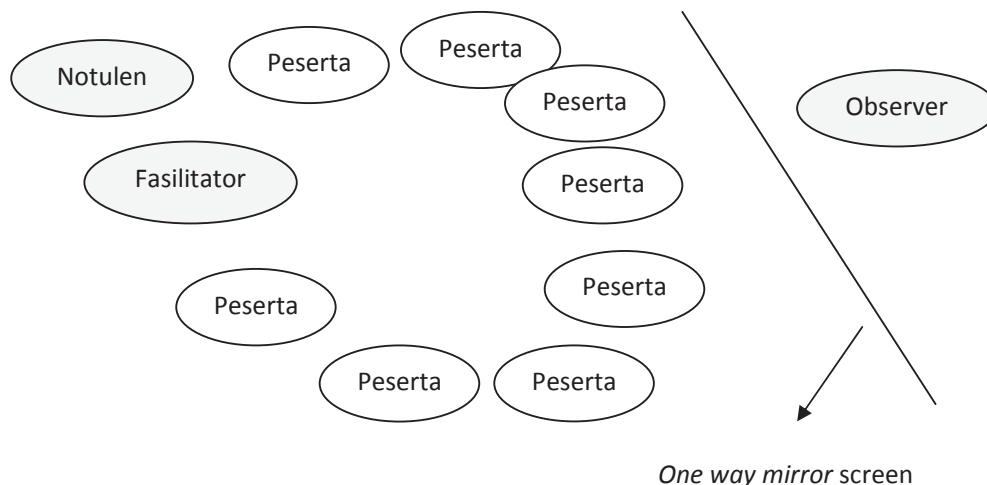 Notulen
Peserta
Peserta
Peserta
Observer
Fasilitator
Peserta
Peserta
Peserta
Peserta
Peserta
One way mirror screen